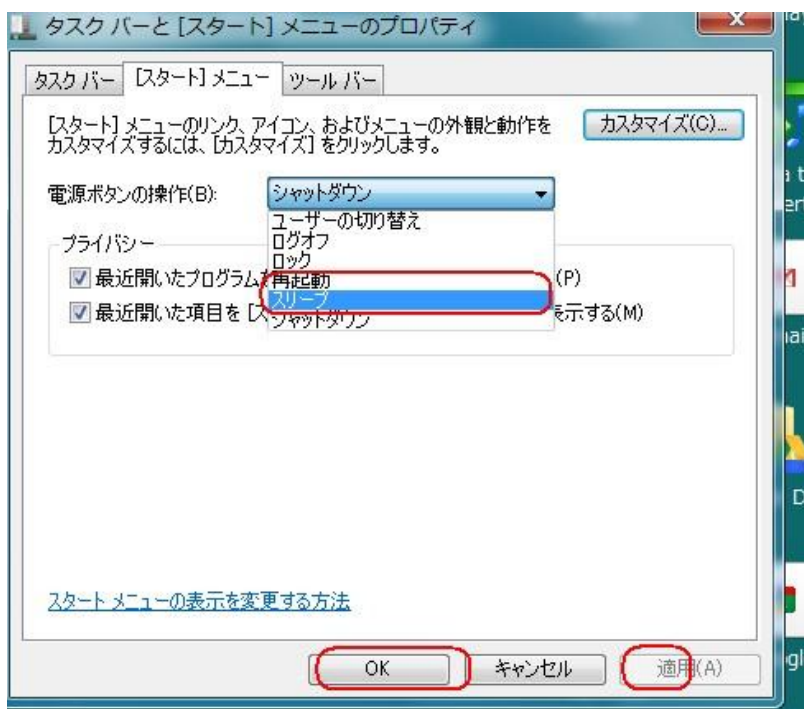 タスク バーと [スタート] メニューのプロパティ
タスク バー
[スタート] メニュー
ツール バー
[スタート] メニューのリンク、アイコン、およびメニューの外観と動作を
カスタマイズするには、[カスタマイズ] をクリックします。
カスタマイズ(C)...
電源ボタンの操作(B):
シャットダウン
ユーザーの切り替え
ログオフ
ロック
再起動
スリープ
シャットダウン
プライバシー
最近開いたプログラム
(P)
最近開いた項目を [ス
表示する(M)
スタート メニューの表示を変更する方法
OK
キャンセル
適用(A)